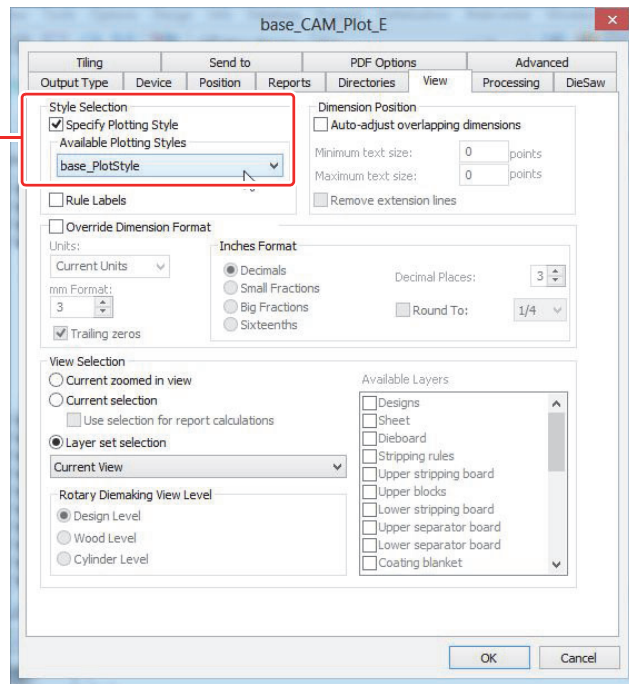 base_CAM_Plot_E
Tiling Send to PDF Options Advanced
Output Type Device Position Reports Directories View Processing DieSaw
Style Selection
Specify Plotting Style
Available Plotting Styles
base_PlotStyle
Rule Labels
Dimension Position
Auto-adjust overlapping dimensions
Minimum text size: 0 points
Maximum text size: 0 points
Remove extension lines
Override Dimension Format
Units:
Current Units
mm Format:
3
Trailing zeros
Inches Format
Decimals
Small Fractions
Big Fractions
Sixteenths
Decimal Places: 3
Round To: 1/4
View Selection
Current zoomed in view
Current selection
Use selection for report calculations
Layer set selection
Current View
Rotary Diemaking View Level
Design Level
Wood Level
Cylinder Level
Available Layers
Designs
Sheet
Dieboard
Stripping rules
Upper stripping board
Upper blocks
Lower stripping board
Upper separator board
Lower separator board
Coating blanket
OK Cancel